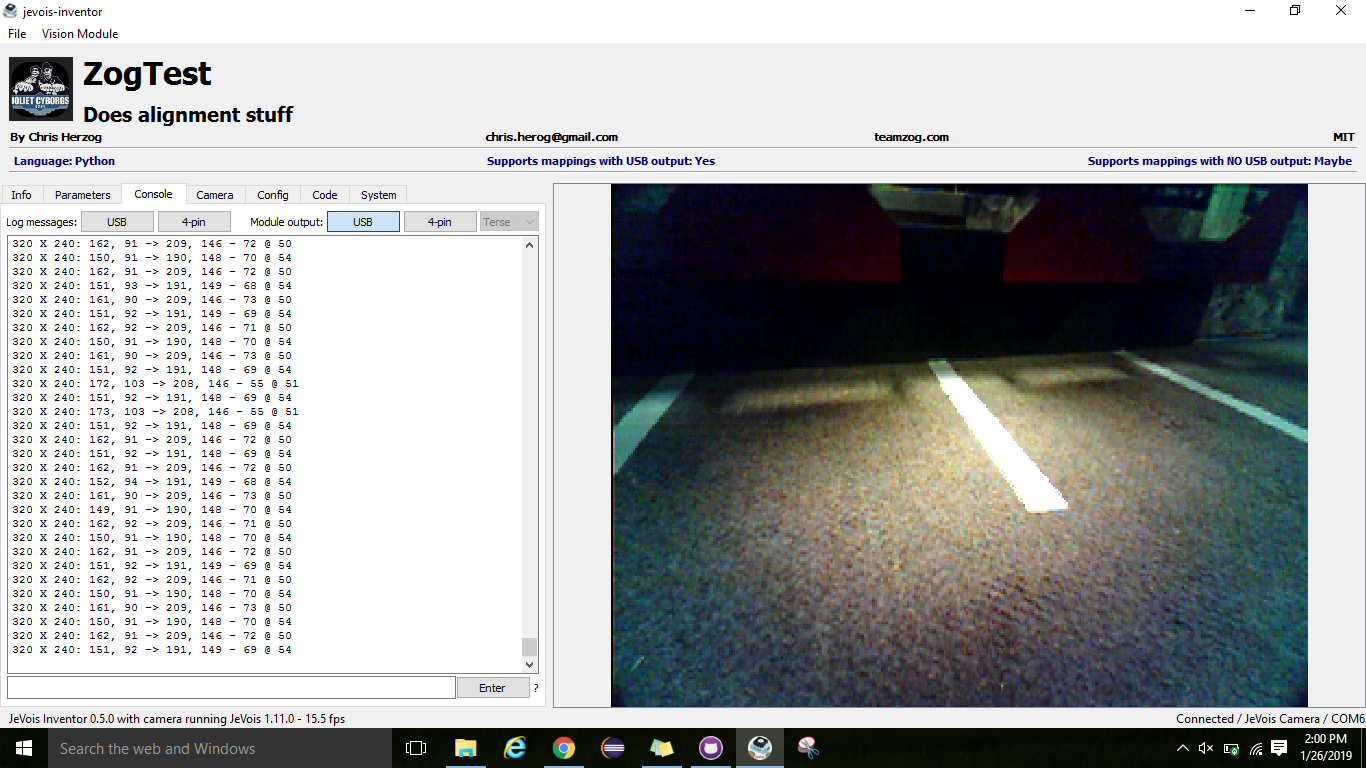 jevois-inventor
File Vision Module
JOLIET CYBORGS
ZogTest
Does alignment stuff
By Chris Herzog chris.herog@gmail.com teamzog.com MIT
Language: Python Supports mappings with USB output: Yes Supports mappings with NO USB output: Maybe
Info Parameters Console Camera Config Code System
Log messages: USB 4-pin Module output: USB 4-pin Terse
320 X 240: 162, 91 -> 209, 146 - 72 @ 50
320 X 240: 150, 91 -> 190, 148 - 70 @ 54
320 X 240: 162, 91 -> 209, 146 - 72 @ 50
320 X 240: 151, 93 -> 191, 149 - 68 @ 54
320 X 240: 161, 90 -> 209, 146 - 73 @ 50
320 X 240: 151, 92 -> 191, 149 - 69 @ 54
320 X 240: 162, 92 -> 209, 146 - 71 @ 50
320 X 240: 150, 91 -> 190, 148 - 70 @ 54
320 X 240: 161, 90 -> 209, 146 - 73 @ 50
320 X 240: 151, 92 -> 191, 148 - 69 @ 54
320 X 240: 172, 103 -> 208, 146 - 55 @ 51
320 X 240: 151, 92 -> 191, 148 - 69 @ 54
320 X 240: 173, 103 -> 208, 146 - 55 @ 51
320 X 240: 151, 92 -> 191, 148 - 69 @ 54
320 X 240: 162, 91 -> 209, 146 - 72 @ 50
320 X 240: 151, 92 -> 191, 148 - 69 @ 54
320 X 240: 162, 91 -> 209, 146 - 72 @ 50
320 X 240: 152, 94 -> 191, 149 - 68 @ 54
320 X 240: 161, 90 -> 209, 146 - 73 @ 50
320 X 240: 149, 91 -> 190, 148 - 70 @ 54
320 X 240: 162, 92 -> 209, 146 - 71 @ 50
320 X 240: 150, 91 -> 190, 148 - 70 @ 54
320 X 240: 162, 91 -> 209, 146 - 72 @ 50
320 X 240: 151, 92 -> 191, 149 - 69 @ 54
320 X 240: 162, 92 -> 209, 146 - 71 @ 50
320 X 240: 150, 91 -> 190, 148 - 70 @ 54
320 X 240: 161, 90 -> 209, 146 - 73 @ 50
320 X 240: 150, 91 -> 190, 148 - 70 @ 54
320 X 240: 162, 91 -> 209, 146 - 72 @ 50
320 X 240: 151, 92 -> 191, 149 - 69 @ 54
Enter ?
JeVois Inventor 0.5.0 with camera running JeVois 1.11.0 - 15.5 fps Connected / JeVois Camera / COM6
Search the web and Windows
2:00 PM
1/26/2019